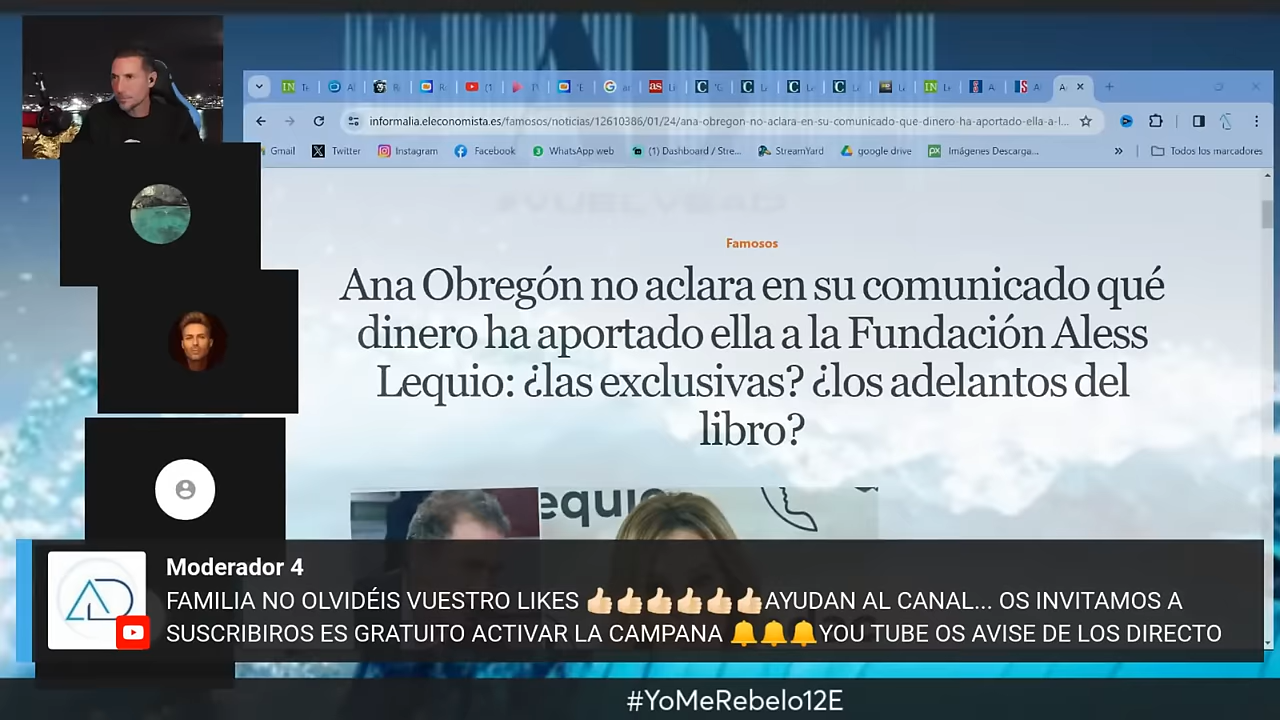 informalia.eleconomista.es/famosos/noticias/12610386/01/24/ana-obregon-no-aclara-en-su-comunicado-que-dinero-ha-aportado-ella-a-l...
Gmail Twitter Instagram Facebook WhatsApp web (1) Dashboard / Stre... StreamYard google drive Imágenes Descarga... » Todos los marcadores
#VUELVEAD
Famosos
Ana Obregón no aclara en su comunicado qué
dinero ha aportado ella a la Fundación Aless
Lequio: ¿las exclusivas? ¿los adelantos del
libro?
equio
AD
Moderador 4
FAMILIA NO OLVIDÉIS VUESTRO LIKES 👍🏻👍🏻👍🏻👍🏻👍🏻👍🏻AYUDAN AL CANAL... OS INVITAMOS A
SUSCRIBIROS ES GRATUITO ACTIVAR LA CAMPANA 🔔🔔🔔YOU TUBE OS AVISE DE LOS DIRECTO
#YoMeRebelo12E